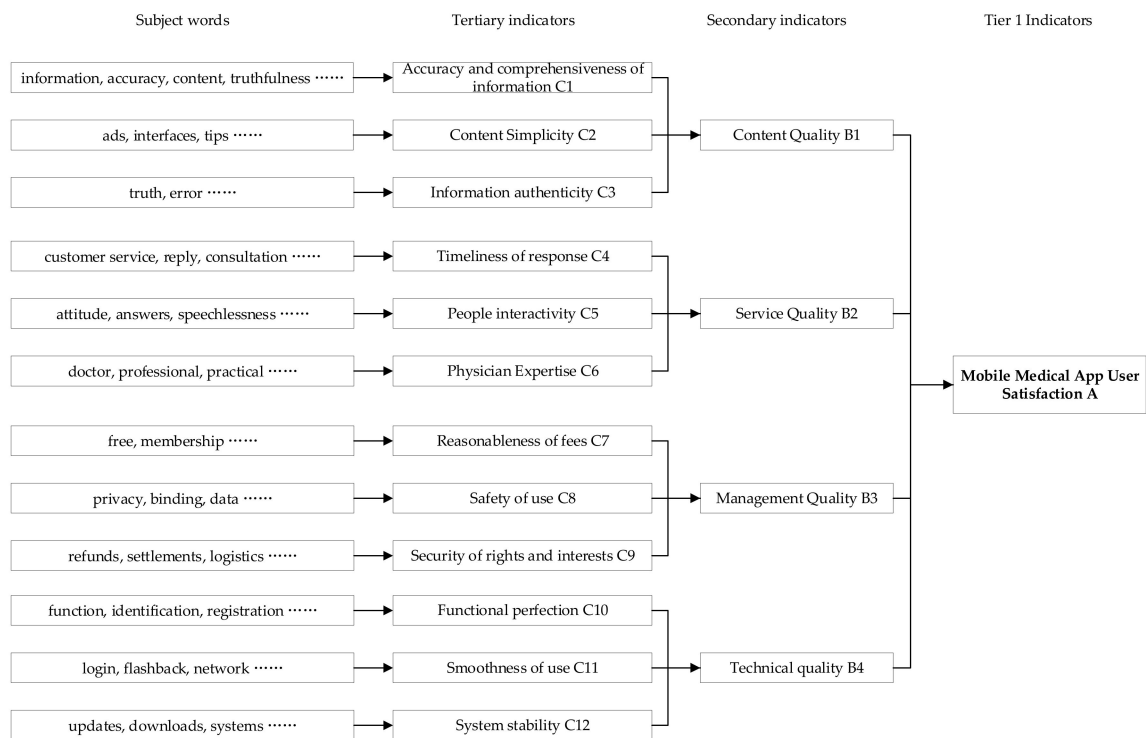 Subject words
Tertiary indicators
Secondary indicators
Tier 1 Indicators
information, accuracy, content, truthfulness ……
Accuracy and comprehensiveness of
information C1
ads, interfaces, tips ……
Content Simplicity C2
Content Quality B1
truth, error ……
Information authenticity C3
customer service, reply, consultation ……
Timeliness of response C4
attitude, answers, speechlessness ……
People interactivity C5
Service Quality B2
doctor, professional, practical ……
Physician Expertise C6
Mobile Medical App User
Satisfaction A
free, membership ……
Reasonableness of fees C7
privacy, binding, data ……
Safety of use C8
Management Quality B3
refunds, settlements, logistics ……
Security of rights and interests C9
function, identification, registration ……
Functional perfection C10
login, flashback, network ……
Smoothness of use C11
Technical quality B4
updates, downloads, systems ……
System stability C12